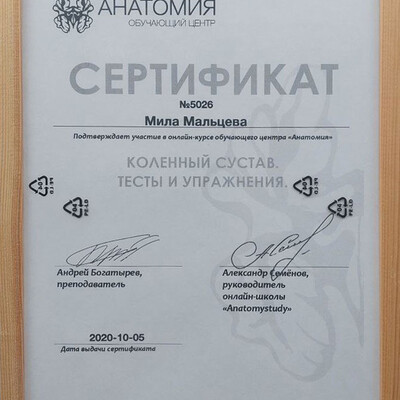 АНАТОМИЯ
ОБУЧАЮЩИЙ ЦЕНТР
СЕРТИФИКАТ
№5026
Мила Мальцева
Подтверждает участие в онлайн-курсе обучающего центра «Анатомия»
КОЛЕННЫЙ СУСТАВ.
ТЕСТЫ И УПРАЖНЕНИЯ.
Андрей Богатырев,
преподаватель
Александр Семёнов,
руководитель
онлайн-школы
«Anatomystudy»
2020-10-05
Дата выдачи сертификата